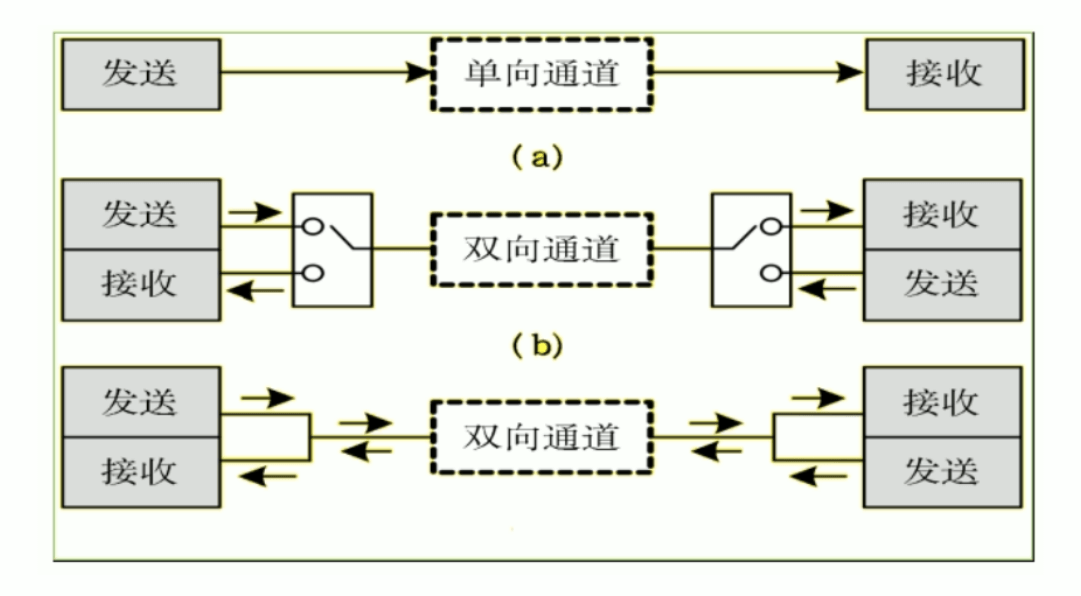 发送 单向通道 接收
(a)
发送 接收
双向通道
接收 发送
(b)
发送 接收
双向通道
接收 发送